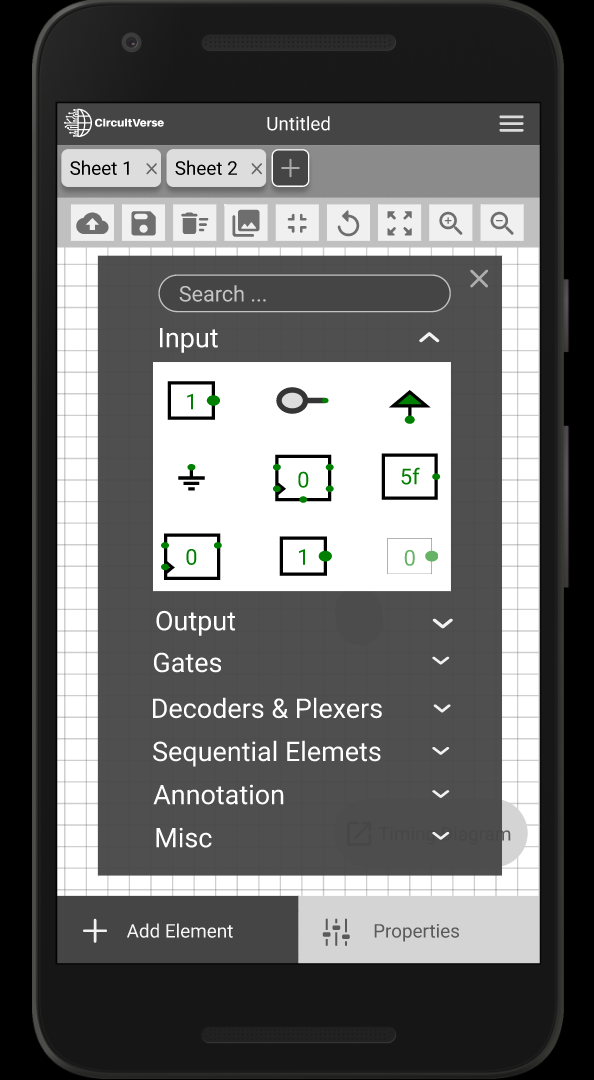 CircuitVerse
Untitled
Sheet 1 Sheet 2
Search ...
Input
1
0 5f
0 1 0
Output
Gates
Decoders & Plexers
Sequential Elemets
Annotation
Misc
Timing Diagram
Add Element Properties